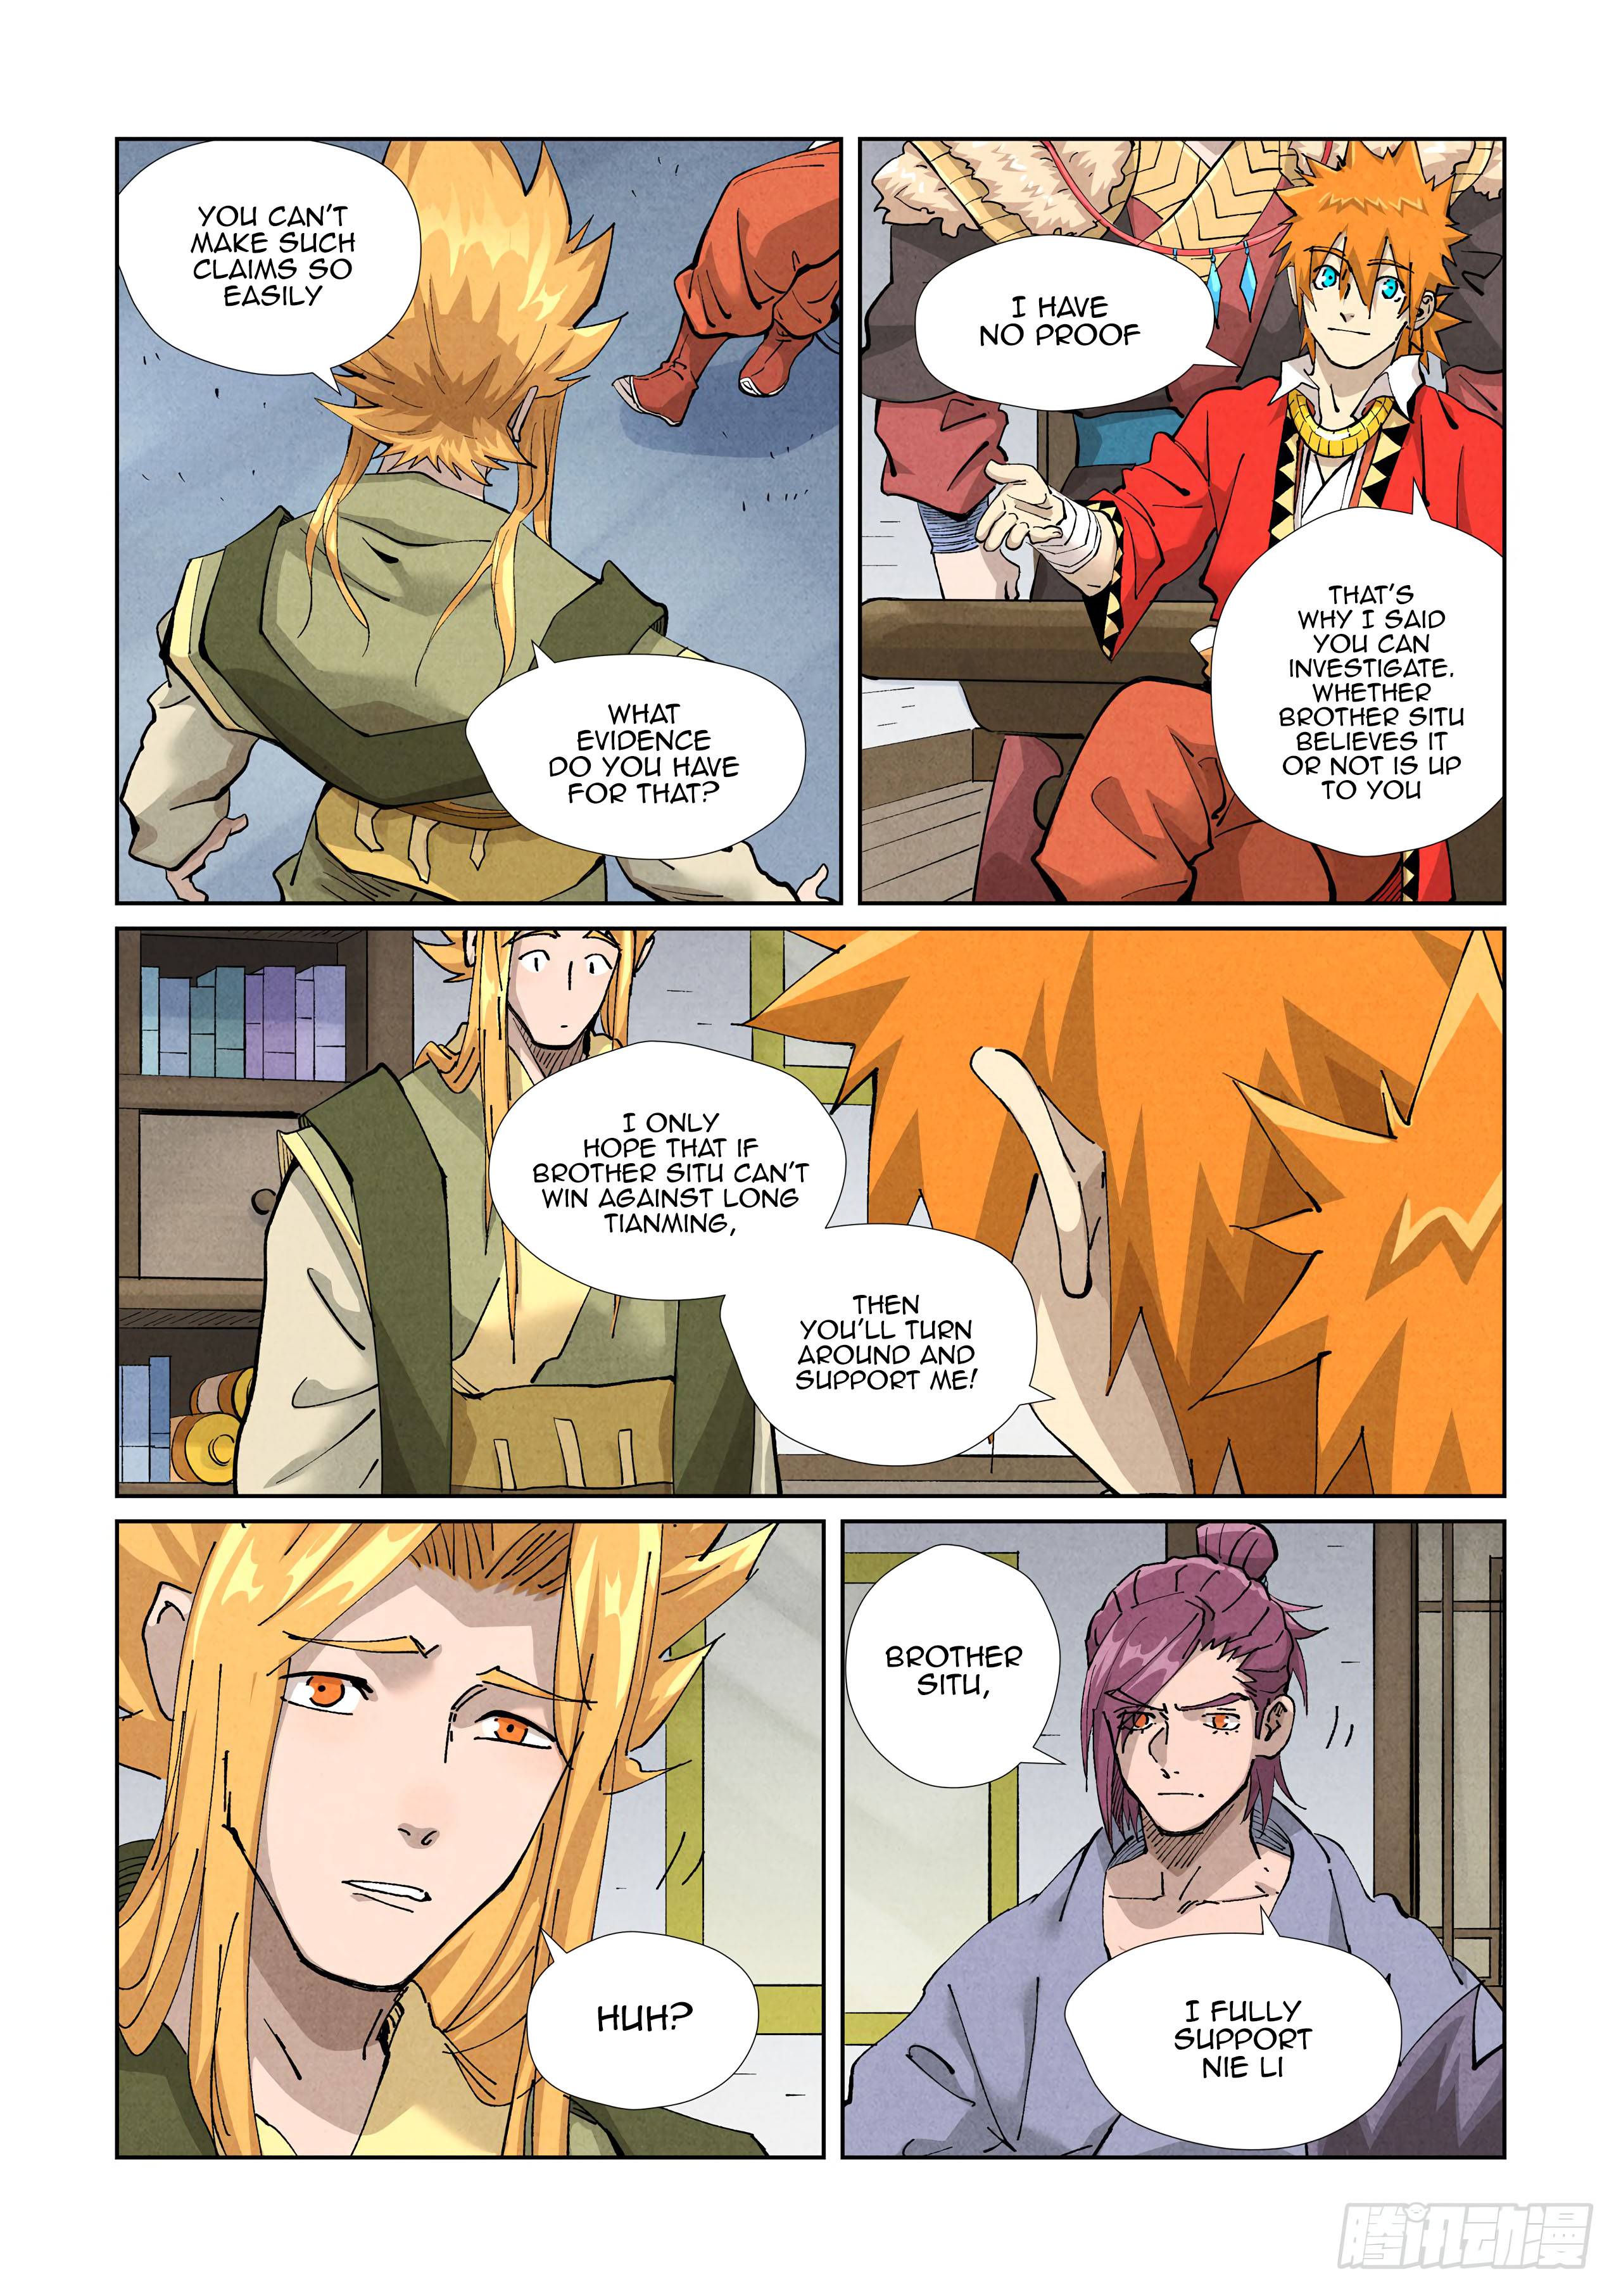 YOU CAN'T
MAKE SUCH
CLAIMS SO
EASILY
WHAT
EVIDENCE
DO YOU HAVE
FOR THAT?
I HAVE
NO PROOF
THAT'S
WHY I SAID
YOU CAN
INVESTIGATE.
WHETHER
BROTHER SITU
BELIEVES IT
OR NOT IS UP
TO YOU
I ONLY
HOPE THAT IF
BROTHER SITU CAN'T
WIN AGAINST LONG
TIANMING,
THEN
YOU'LL TURN
AROUND AND
SUPPORT ME!
HUH?
BROTHER
SITU,
I FULLY
SUPPORT
NIE LI
腾讯动漫